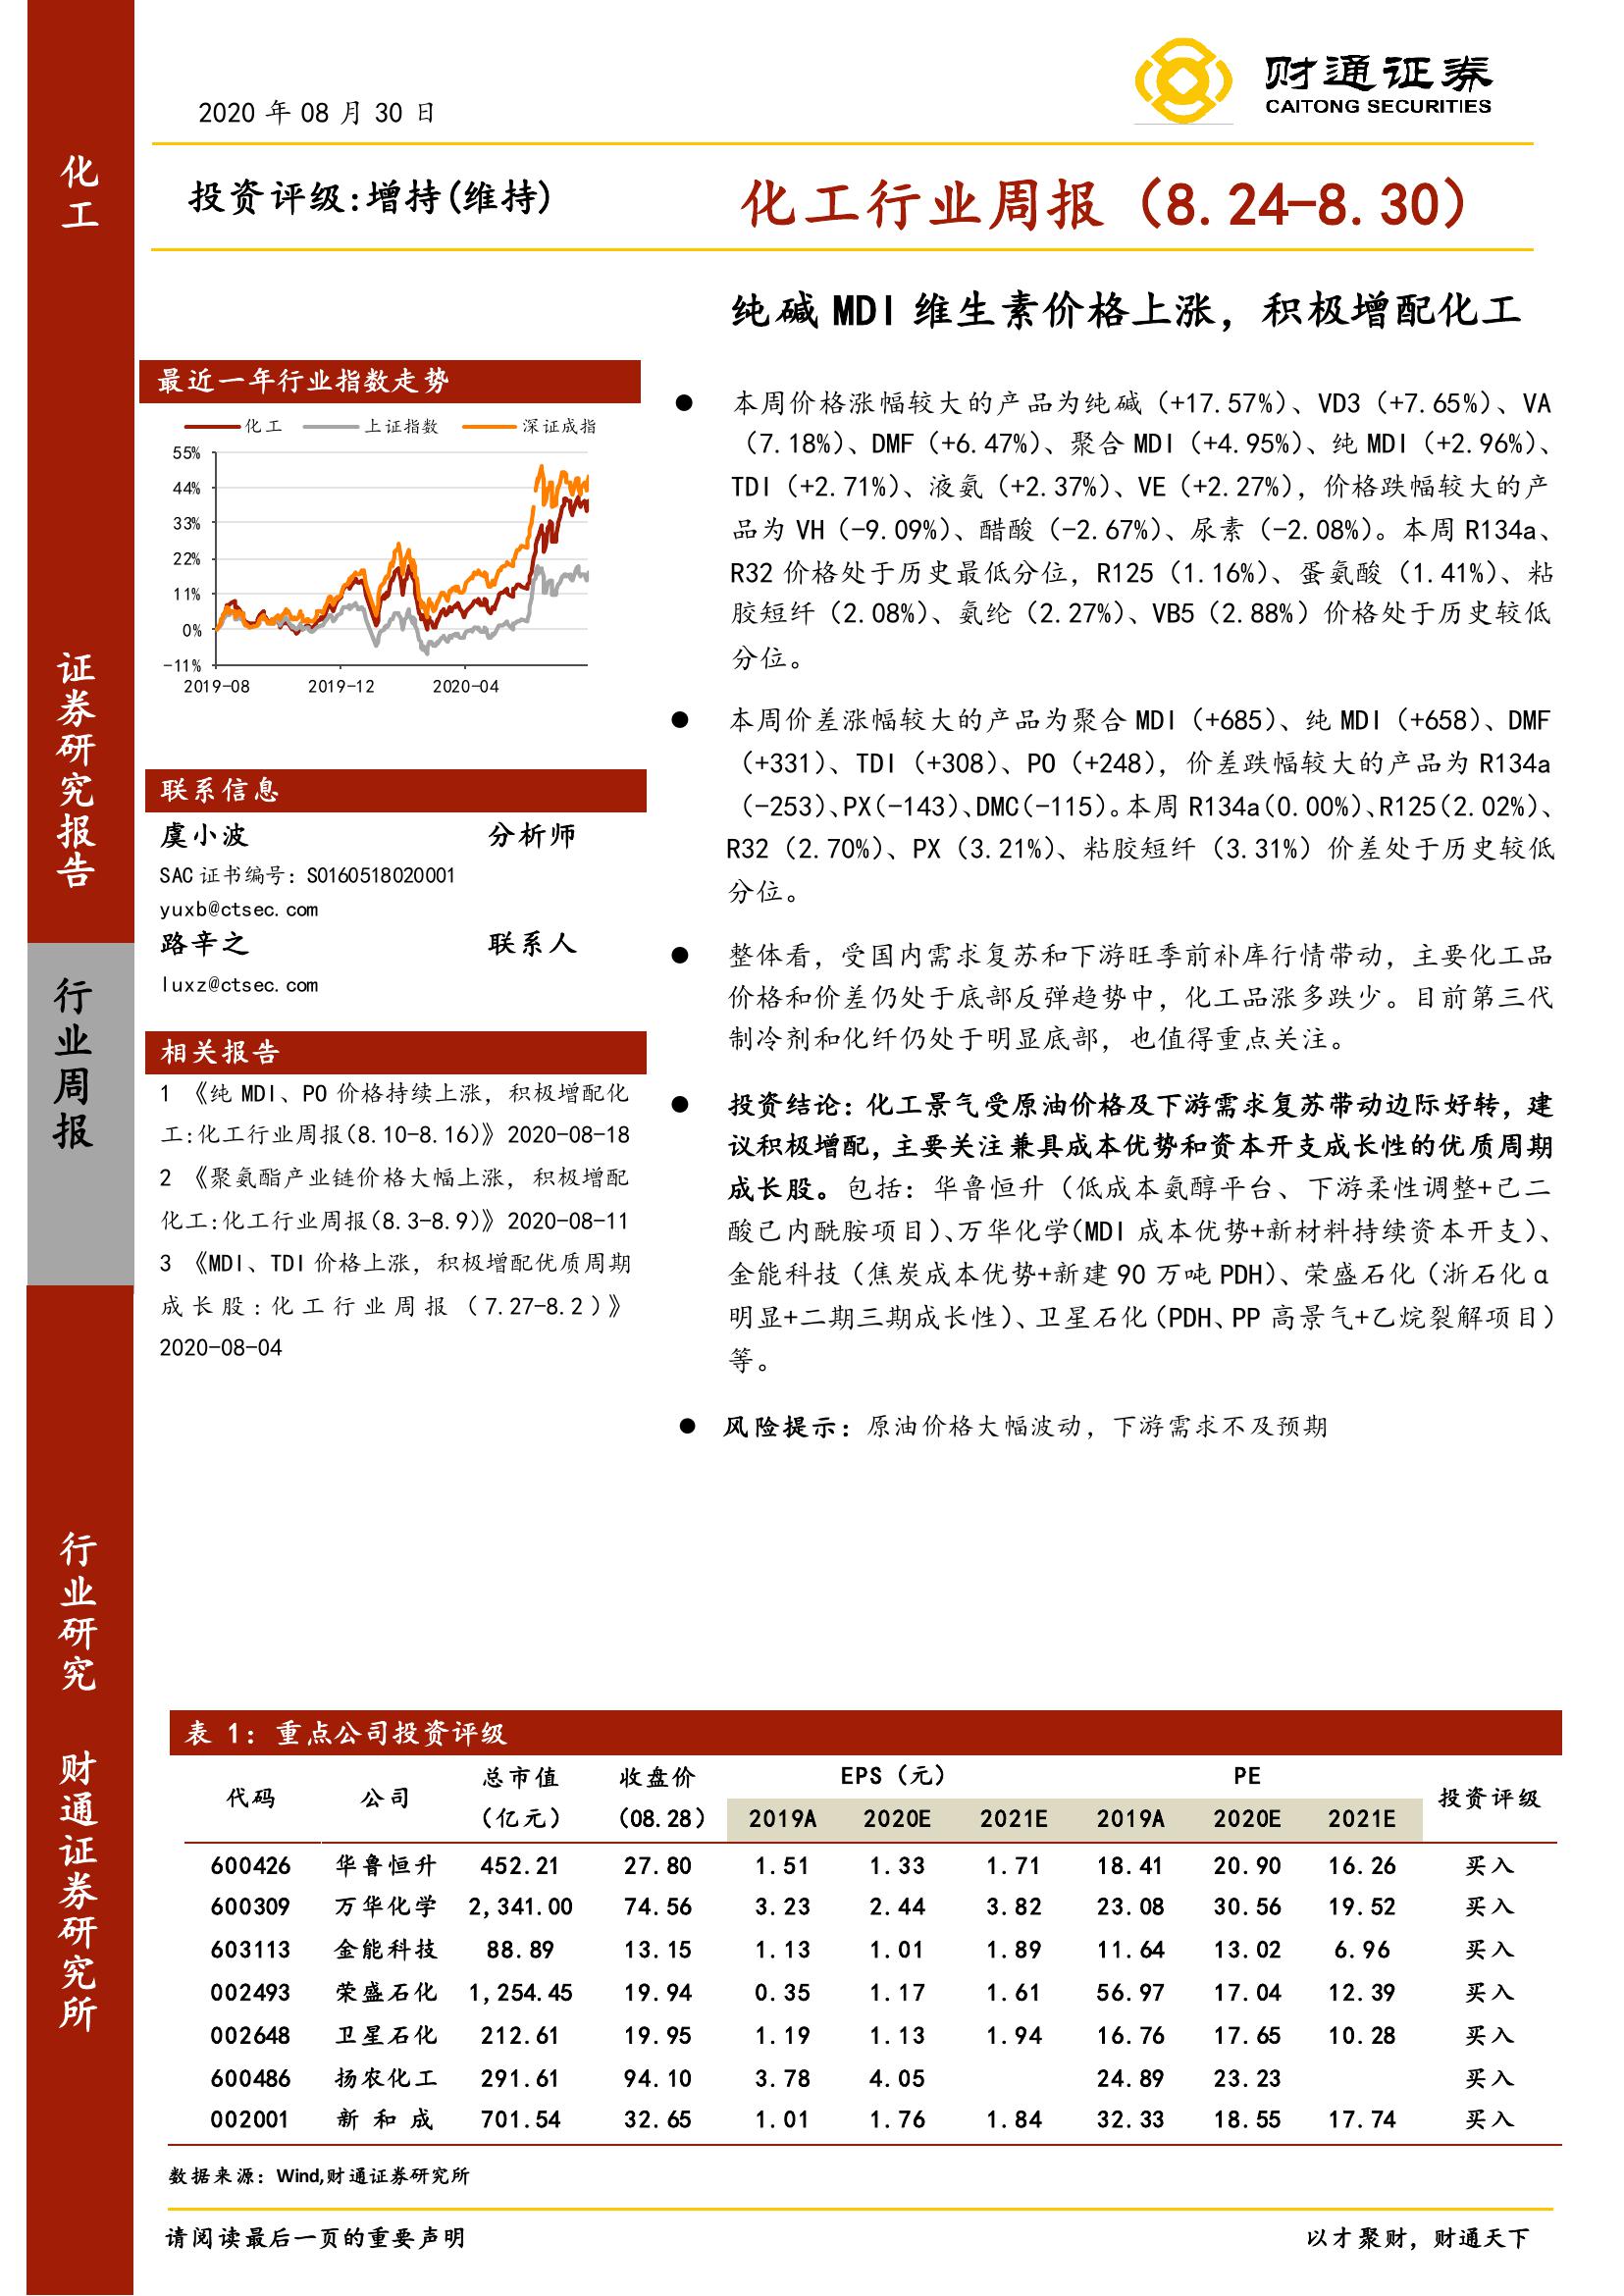 财通证券
CAITONG SECURITIES
2020 年 08 月 30 日
化工
证券研究报告
行业周报
行业研究
财通证券研究所
投资评级:增持(维持)
化工行业周报（8.24-8.30）
纯碱 MDI 维生素价格上涨，积极增配化工
最近一年行业指数走势
化工 上证指数 深证成指
55%
44%
33%
22%
11%
0%
-11%
2019-08 2019-12 2020-04
联系信息
虞小波 分析师
SAC 证书编号：S0160518020001
yuxb@ctsec.com
路辛之 联系人
luxz@ctsec.com
相关报告
1 《纯 MDI、PO 价格持续上涨，积极增配化
工:化工行业周报(8.10-8.16)》2020-08-18
2 《聚氨酯产业链价格大幅上涨，积极增配
化工:化工行业周报(8.3-8.9)》2020-08-11
3 《MDI、TDI 价格上涨，积极增配优质周期
成长股:化工行业周报（7.27-8.2)》
2020-08-04
● 本周价格涨幅较大的产品为纯碱（+17.57%）、VD3（+7.65%）、VA
（7.18%）、DMF（+6.47%）、聚合 MDI（+4.95%）、纯 MDI（+2.96%）、
TDI（+2.71%）、液氨（+2.37%）、VE（+2.27%），价格跌幅较大的产
品为 VH（-9.09%）、醋酸（-2.67%）、尿素（-2.08%）。本周 R134a、
R32 价格处于历史最低分位，R125（1.16%）、蛋氨酸（1.41%）、粘
胶短纤（2.08%）、氨纶（2.27%）、VB5（2.88%）价格处于历史较低
分位。
● 本周价差涨幅较大的产品为聚合 MDI（+685）、纯 MDI（+658）、DMF
（+331）、TDI（+308）、PO（+248），价差跌幅较大的产品为 R134a
（-253）、PX（-143）、DMC（-115）。本周 R134a（0.00%）、R125（2.02%）、
R32（2.70%）、PX（3.21%）、粘胶短纤（3.31%）价差处于历史较低
分位。
● 整体看，受国内需求复苏和下游旺季前补库行情带动，主要化工品
价格和价差仍处于底部反弹趋势中，化工品涨多跌少。目前第三代
制冷剂和化纤仍处于明显底部，也值得重点关注。
● 投资结论：化工景气受原油价格及下游需求复苏带动边际好转，建
议积极增配，主要关注兼具成本优势和资本开支成长性的优质周期
成长股。包括：华鲁恒升（低成本氨醇平台、下游柔性调整+己二
酸己内酰胺项目）、万华化学（MDI 成本优势+新材料持续资本开支）、
金能科技（焦炭成本优势+新建 90 万吨 PDH）、荣盛石化（浙石化α
明显+二期三期成长性）、卫星石化（PDH、PP 高景气+乙烷裂解项目）
等。
● 风险提示：原油价格大幅波动，下游需求不及预期
表 1：重点公司投资评级
代码 公司 总市值 收盘价 EPS（元） PE 投资评级
（亿元） （08.28） 2019A 2020E 2021E 2019A 2020E 2021E
600426 华鲁恒升 452.21 27.80 1.51 1.33 1.71 18.41 20.90 16.26 买入
600309 万华化学 2,341.00 74.56 3.23 2.44 3.82 23.08 30.56 19.52 买入
603113 金能科技 88.89 13.15 1.13 1.01 1.89 11.64 13.02 6.96 买入
002493 荣盛石化 1,254.45 19.94 0.35 1.17 1.61 56.97 17.04 12.39 买入
002648 卫星石化 212.61 19.95 1.19 1.13 1.94 16.76 17.65 10.28 买入
600486 扬农化工 291.61 94.10 3.78 4.05 24.89 23.23 买入
002001 新 和 成 701.54 32.65 1.01 1.76 1.84 32.33 18.55 17.74 买入
数据来源：Wind,财通证券研究所
请阅读最后一页的重要声明
以才聚财，财通天下